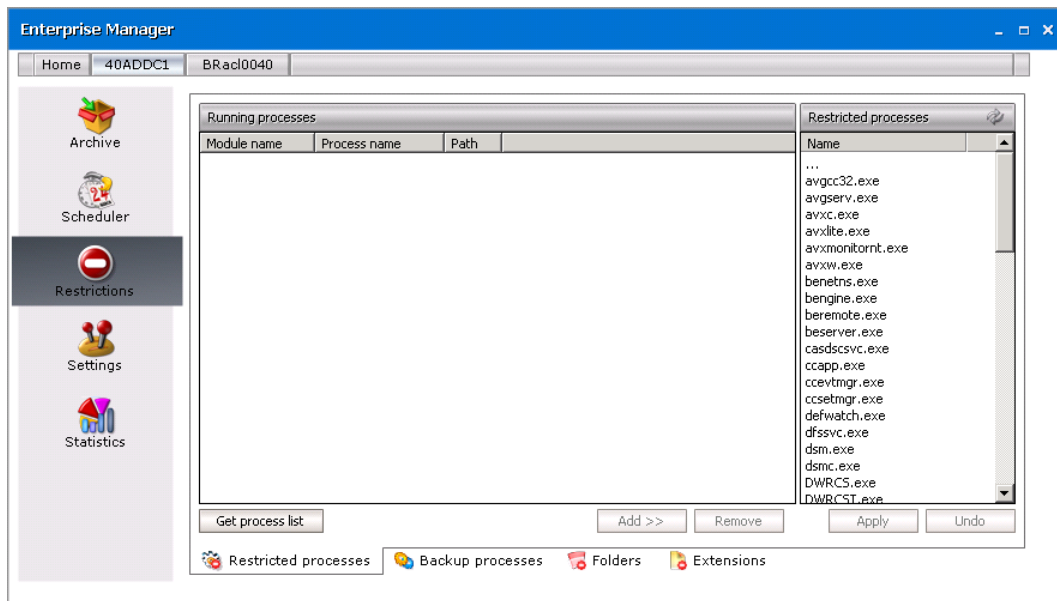 Enterprise Manager
Home 40ADDC1 BRacl0040
Archive
Scheduler
24
Restrictions
Settings
Statistics
Running processes
Module name Process name Path
Restricted processes
Name
...
avgcc32.exe
avgserv.exe
avxc.exe
avxlite.exe
avxmonitornt.exe
avxw.exe
benetns.exe
bengine.exe
beremote.exe
beserver.exe
casdscsvc.exe
ccapp.exe
ccevtmgr.exe
ccsetmgr.exe
defwatch.exe
dfssvc.exe
dsm.exe
dsmc.exe
DWRCS.exe
DWRCST.exe
Get process list Add >> Remove Apply Undo
Restricted processes Backup processes Folders Extensions